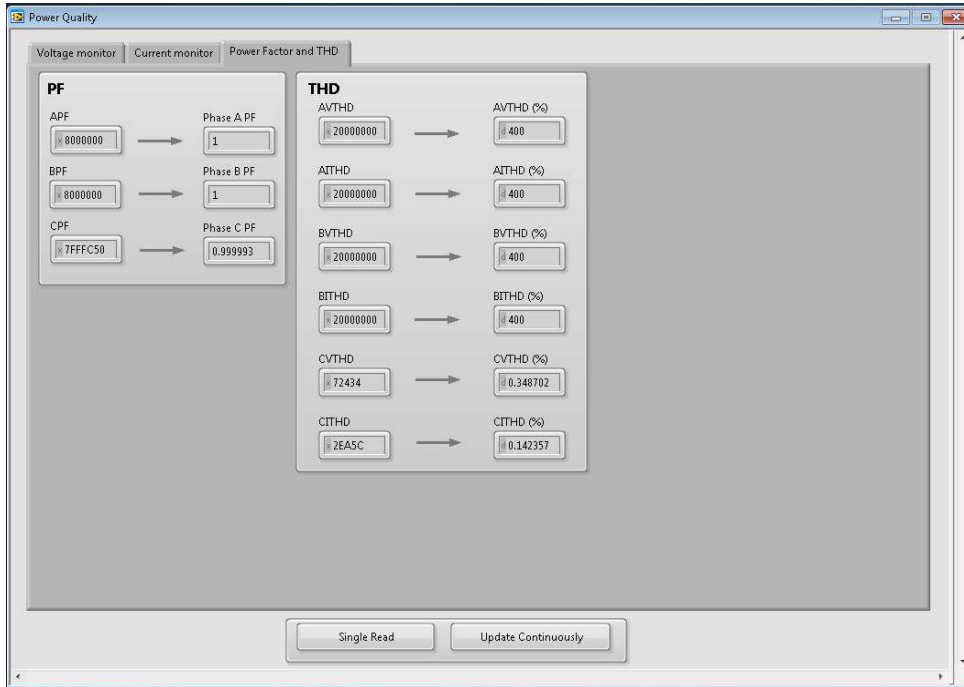 Power Quality
Voltage monitor Current monitor Power Factor and THD
PF
APF Phase A PF
x 8000000 1
BPF Phase B PF
x 8000000 1
CPF Phase C PF
x 7FFFC50 0.999993
THD
AVTHD AVTHD (%)
x 20000000 d 400
AITHD AITHD (%)
x 20000000 d 400
BVTHD BVTHD (%)
x 20000000 d 400
BITHD BITHD (%)
x 20000000 d 400
CVTHD CVTHD (%)
x 72434 d 0.348702
CITHD CITHD (%)
x 2EA5C d 0.142357
Single Read Update Continuously